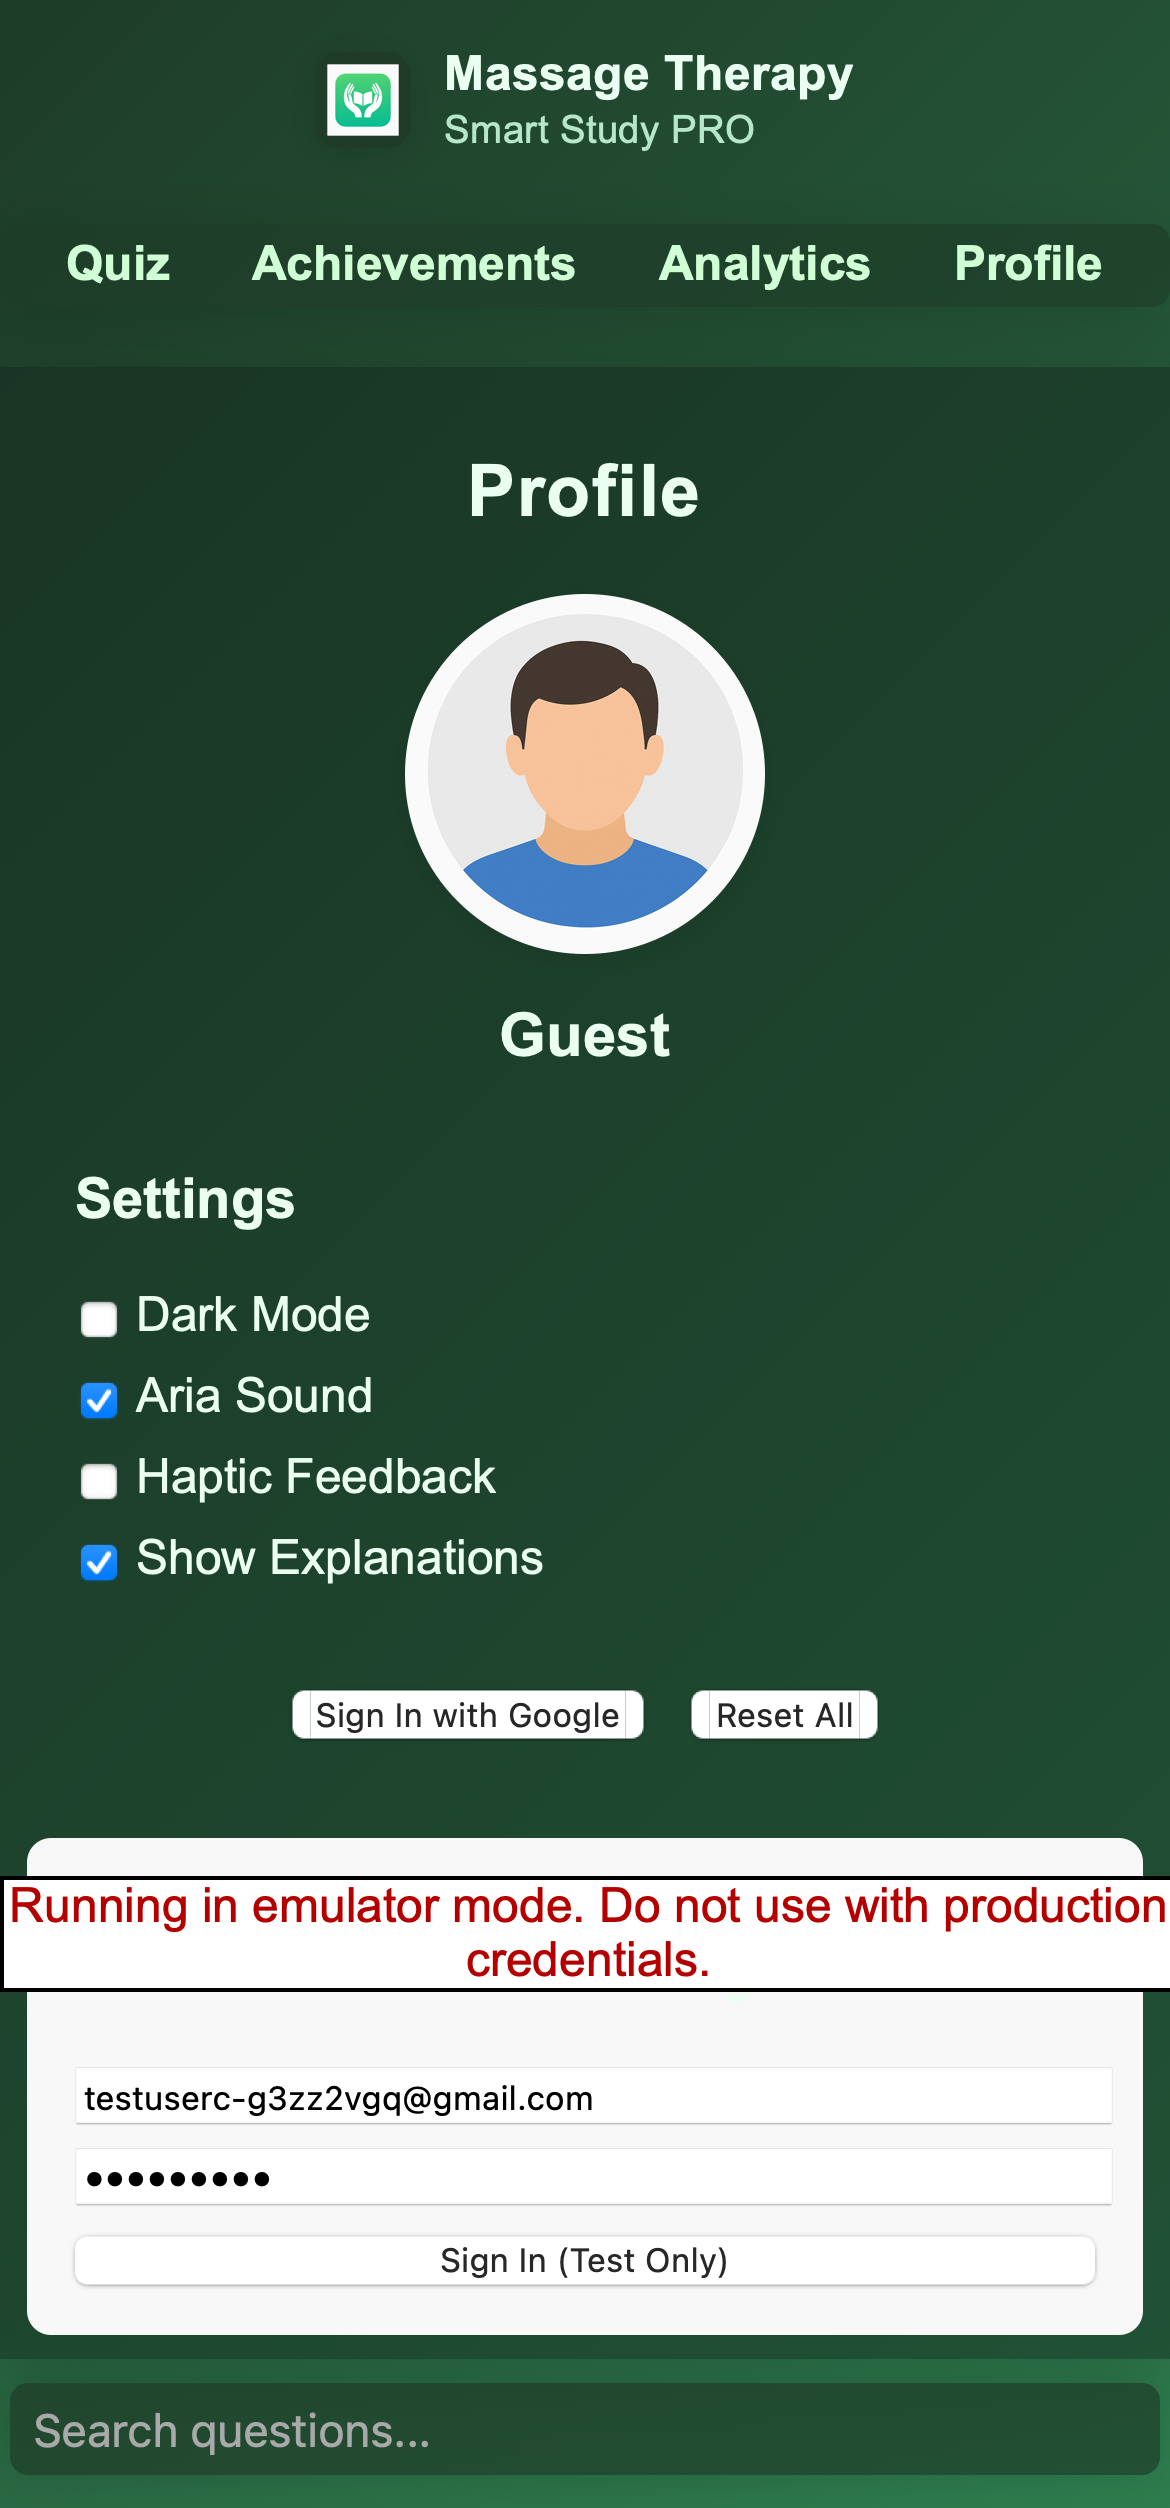 Massage Therapy
Smart Study PRO
Quiz Achievements Analytics Profile
Profile
Guest
Settings
Dark Mode
Aria Sound
Haptic Feedback
Show Explanations
Sign In with Google Reset All
Running in emulator mode. Do not use with production
credentials.
testuserc-g3zz2vgq@gmail.com
•••••••••
Sign In (Test Only)
Search questions...